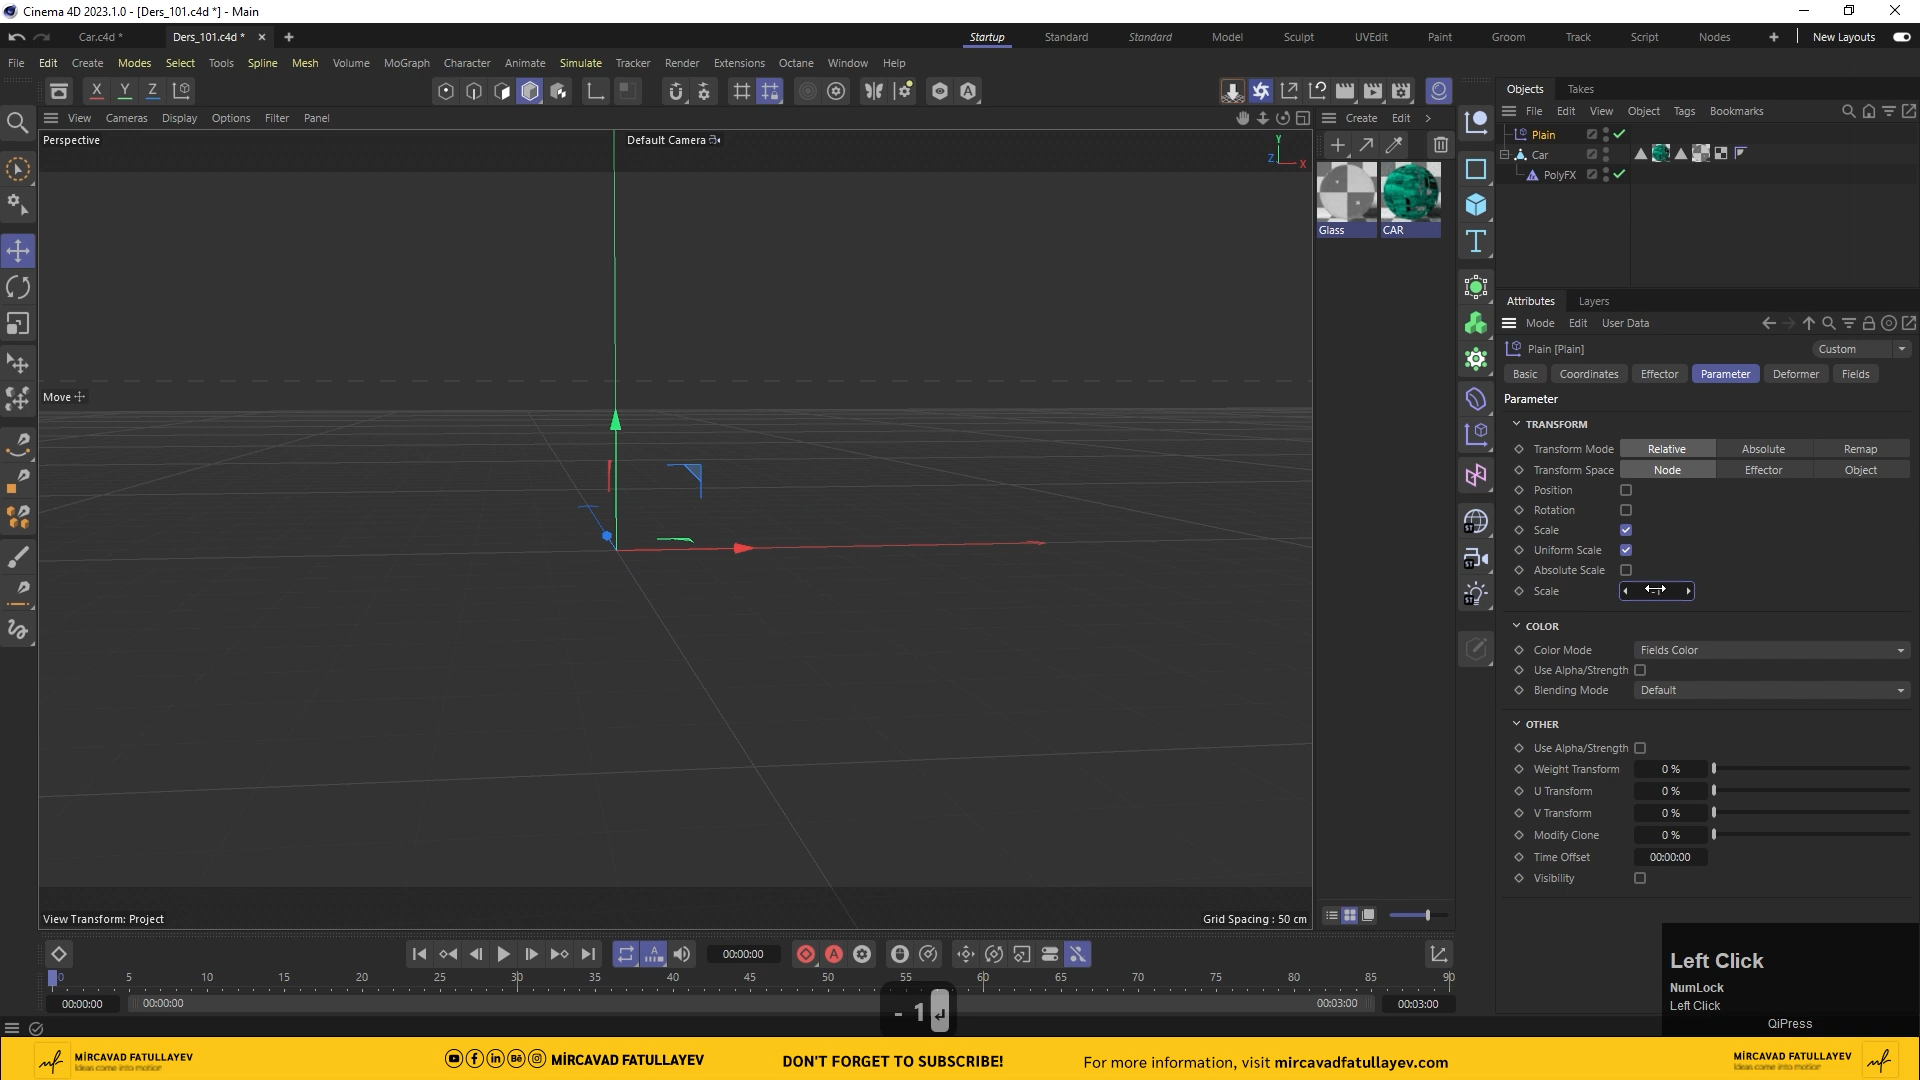 Cinema 4D 2023.1.0 - [Ders_101.c4d *] - Main
Car.c4d *
Ders_101.c4d *
Startup
Standard
Standard
Model
Sculpt
UVEdit
Paint
Groom
Track
Script
Nodes
New Layouts
File Edit Create Modes Select Tools Spline Mesh Volume MoGraph Character Animate Simulate Tracker Render Extensions Octane Window Help
X Y Z
View Cameras Display Options Filter Panel
Perspective
Default Camera
Y
Z
X
Move
View Transform: Project
Grid Spacing : 50 cm
Create Edit
Glass
CAR
Objects Takes
File Edit View Object Tags Bookmarks
Plain
Car
PolyFX
Attributes Layers
Mode Edit User Data
Plain [Plain]
Custom
Basic Coordinates Effector Parameter Deformer Fields
Parameter
TRANSFORM
Transform Mode Relative Absolute Remap
Transform Space Node Effector Object
Position
Rotation
Scale
Uniform Scale
Absolute Scale
Scale -1
COLOR
Color Mode Fields Color
Use Alpha/Strength
Blending Mode Default
OTHER
Use Alpha/Strength
Weight Transform 0 %
U Transform 0 %
V Transform 0 %
Modify Clone 0 %
Time Offset 00:00:00
Visibility
00:00:00
0 5 10 15 20 25 30 35 40 45 50 55 60 65 70 75 80 85 90
00:00:00 00:00:00 00:03:00 00:03:00
- 1
Left Click
NumLock
Left Click
QiPress
MİRCAVAD FATULLAYEV
Ideas come into motion
MİRCAVAD FATULLAYEV
DON'T FORGET TO SUBSCRIBE!
For more information, visit mircavadfatullayev.com
MİRCAVAD FATULLAYEV
Ideas come into motion